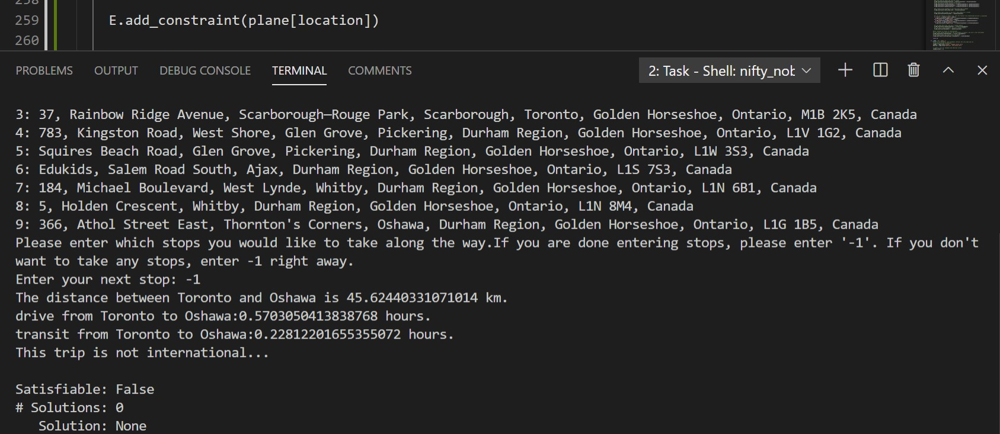 258
259 E.add_constraint(plane[location])
260
PROBLEMS OUTPUT DEBUG CONSOLE TERMINAL COMMENTS 2: Task - Shell: nifty_nob
3: 37, Rainbow Ridge Avenue, Scarborough—Rouge Park, Scarborough, Toronto, Golden Horseshoe, Ontario, M1B 2K5, Canada
4: 783, Kingston Road, West Shore, Glen Grove, Pickering, Durham Region, Golden Horseshoe, Ontario, L1V 1G2, Canada
5: Squires Beach Road, Glen Grove, Pickering, Durham Region, Golden Horseshoe, Ontario, L1W 3S3, Canada
6: Edukids, Salem Road South, Ajax, Durham Region, Golden Horseshoe, Ontario, L1S 7S3, Canada
7: 184, Michael Boulevard, West Lynde, Whitby, Durham Region, Golden Horseshoe, Ontario, L1N 6B1, Canada
8: 5, Holden Crescent, Whitby, Durham Region, Golden Horseshoe, Ontario, L1N 8M4, Canada
9: 366, Athol Street East, Thornton's Corners, Oshawa, Durham Region, Golden Horseshoe, Ontario, L1G 1B5, Canada
Please enter which stops you would like to take along the way.If you are done entering stops, please enter '-1'. If you don't
want to take any stops, enter -1 right away.
Enter your next stop: -1
The distance between Toronto and Oshawa is 45.62440331071014 km.
drive from Toronto to Oshawa:0.5703050413838768 hours.
transit from Toronto to Oshawa:0.22812201655355072 hours.
This trip is not international...
Satisfiable: False
# Solutions: 0
Solution: None